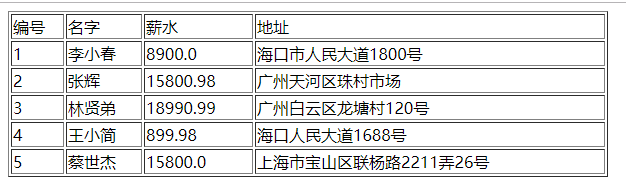 编号 名字 薪水 地址
1 李小春 8900.0 海口市人民大道1800号
2 张辉 15800.98 广州天河区珠村市场
3 林贤弟 18990.99 广州白云区龙塘村120号
4 王小简 899.98 海口人民大道1688号
5 蔡世杰 15800.0 上海市宝山区联杨路2211弄26号